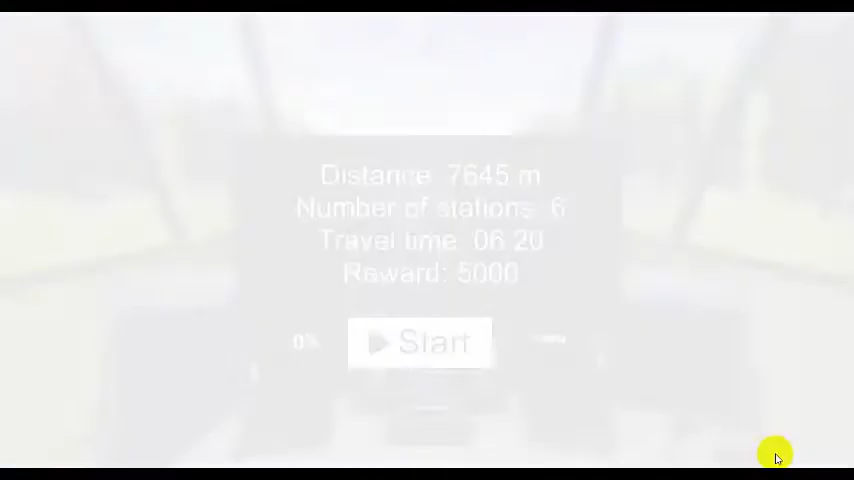 Distance: 7645 m
Number of stations: 6
Travel time: 06:20
Reward: 5000
0%
Start